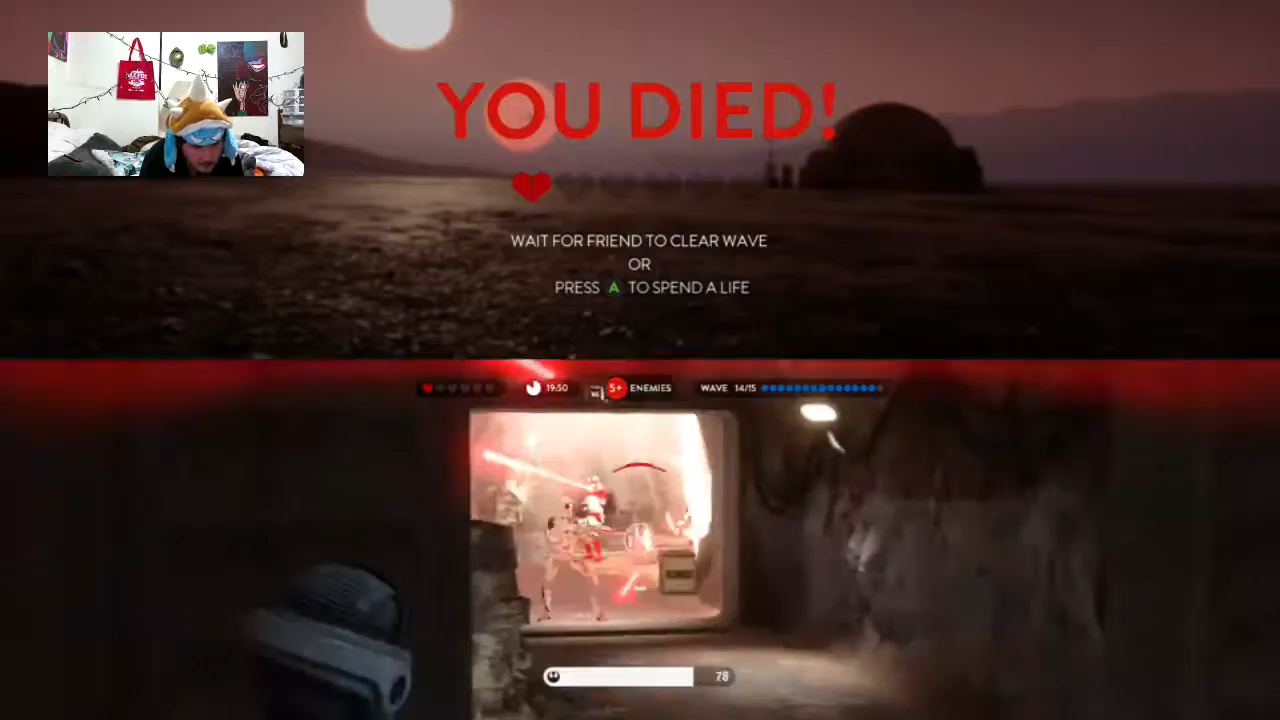 YOU DIED!
WAIT FOR FRIEND TO CLEAR WAVE
OR
PRESS A TO SPEND A LIFE
19:50 5+ ENEMIES WAVE 14/15
78